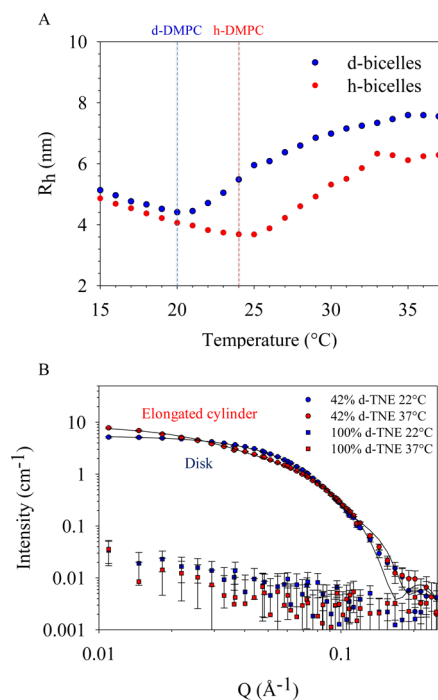 A
d-DMPC h-DMPC
10
8
6
4
2
Rh (nm)
d-bicelles
h-bicelles
15 20 25 30 35
Temperature (°C)
B
100
10
1
0.1
0.01
0.001
Intensity (cm-1)
42% d-TNE 22°C
42% d-TNE 37°C
100% d-TNE 22°C
100% d-TNE 37°C
Elongated cylinder
Disk
0.01 0.1
Q (Å-1)